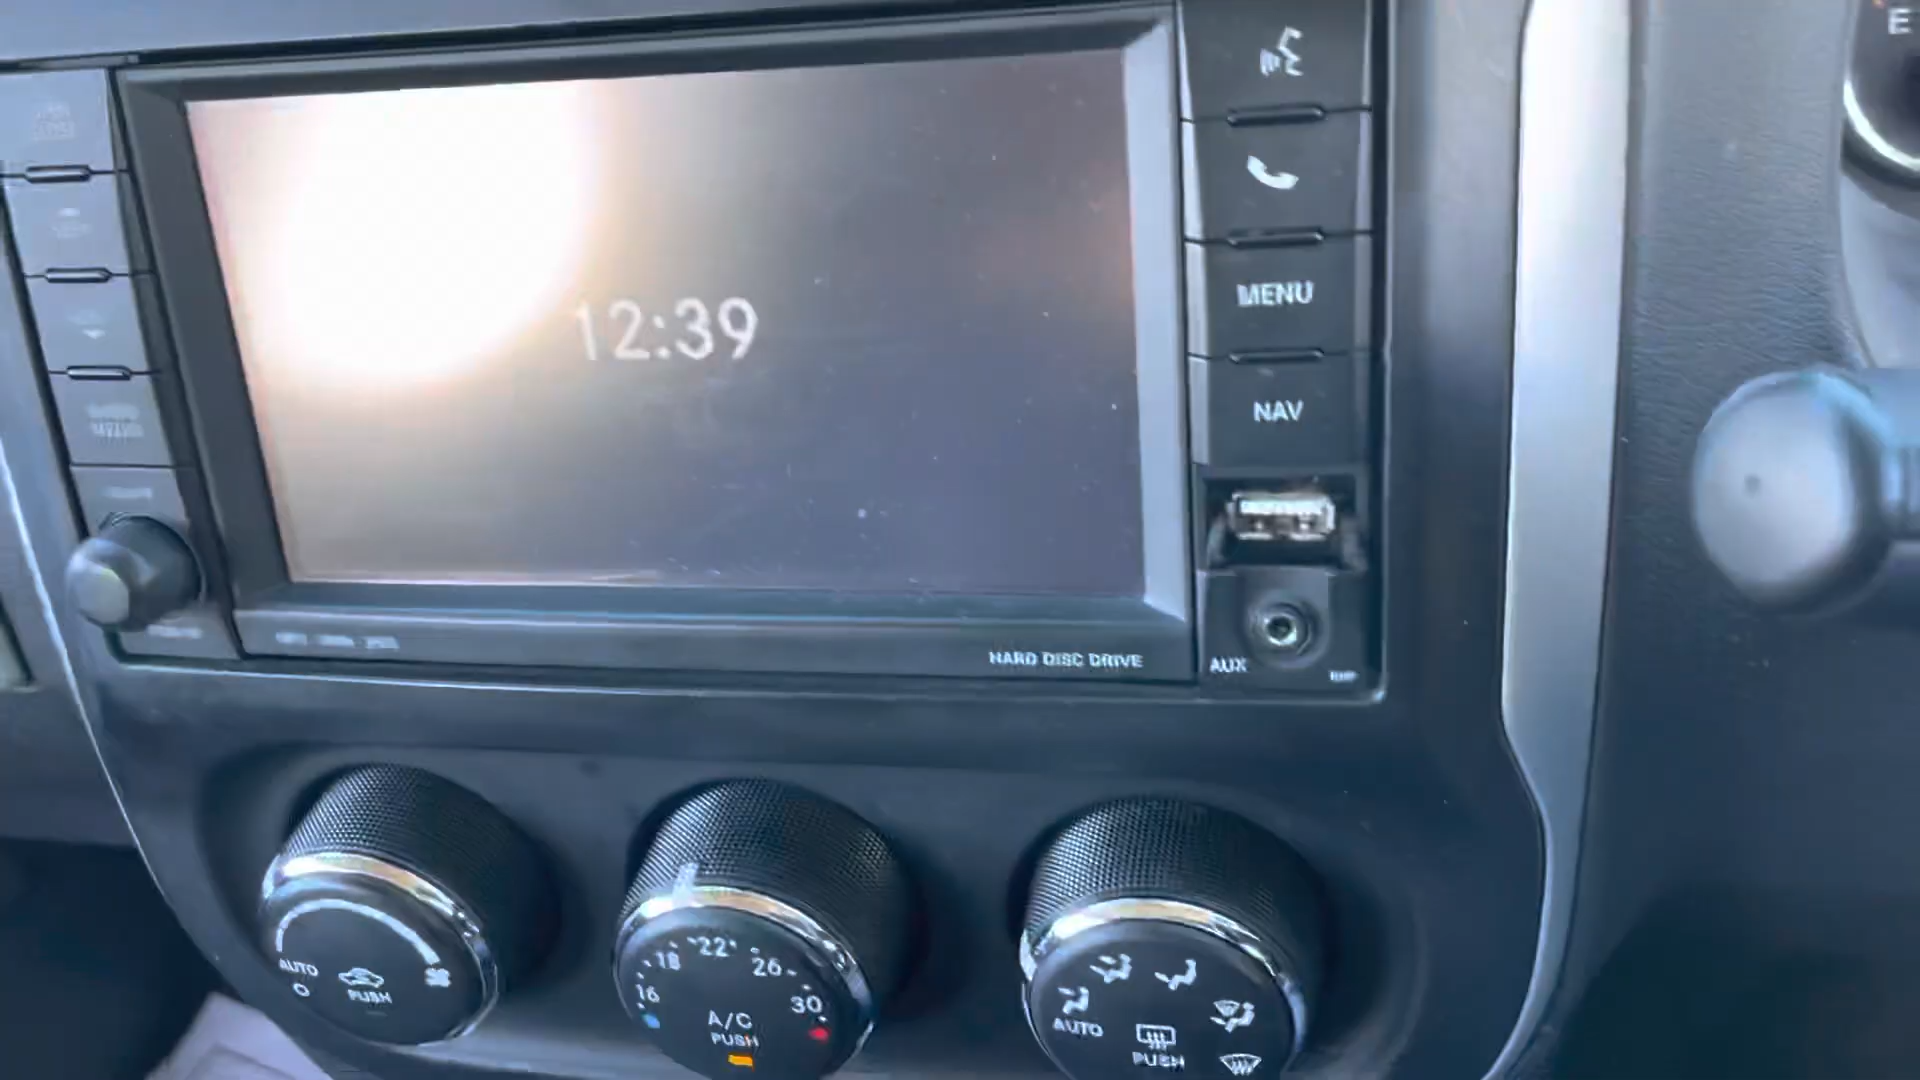 E
12:39
MENU
NAV
HARD DISC DRIVE
AUX
AUTO
PUSH
16
18
22
26
30
A/C
PUSH
AUTO
PUSH